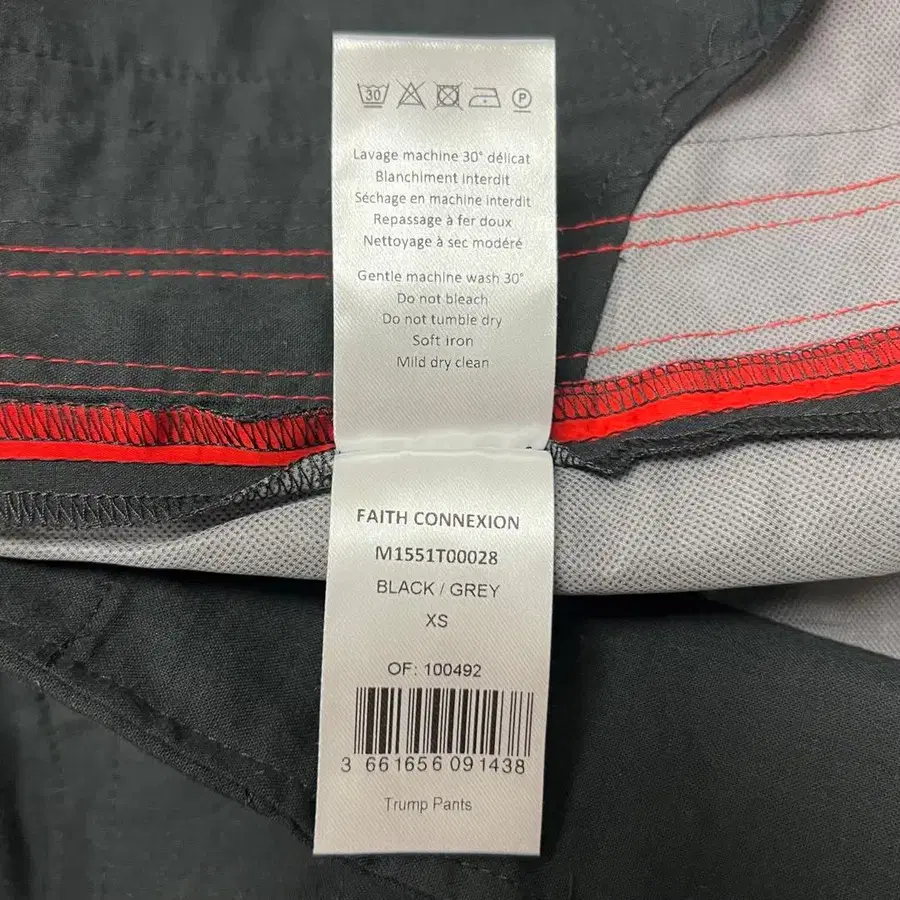 30
P
Lavage machine 30° délicat
Blanchiment interdit
Séchage en machine interdit
Repassage à fer doux
Nettoyage à sec modéré
Gentle machine wash 30°
Do not bleach
Do not tumble dry
Soft iron
Mild dry clean
FAITH CONNEXION
M1551T00028
BLACK / GREY
XS
OF: 100492
3 661656 091438
Trump Pants